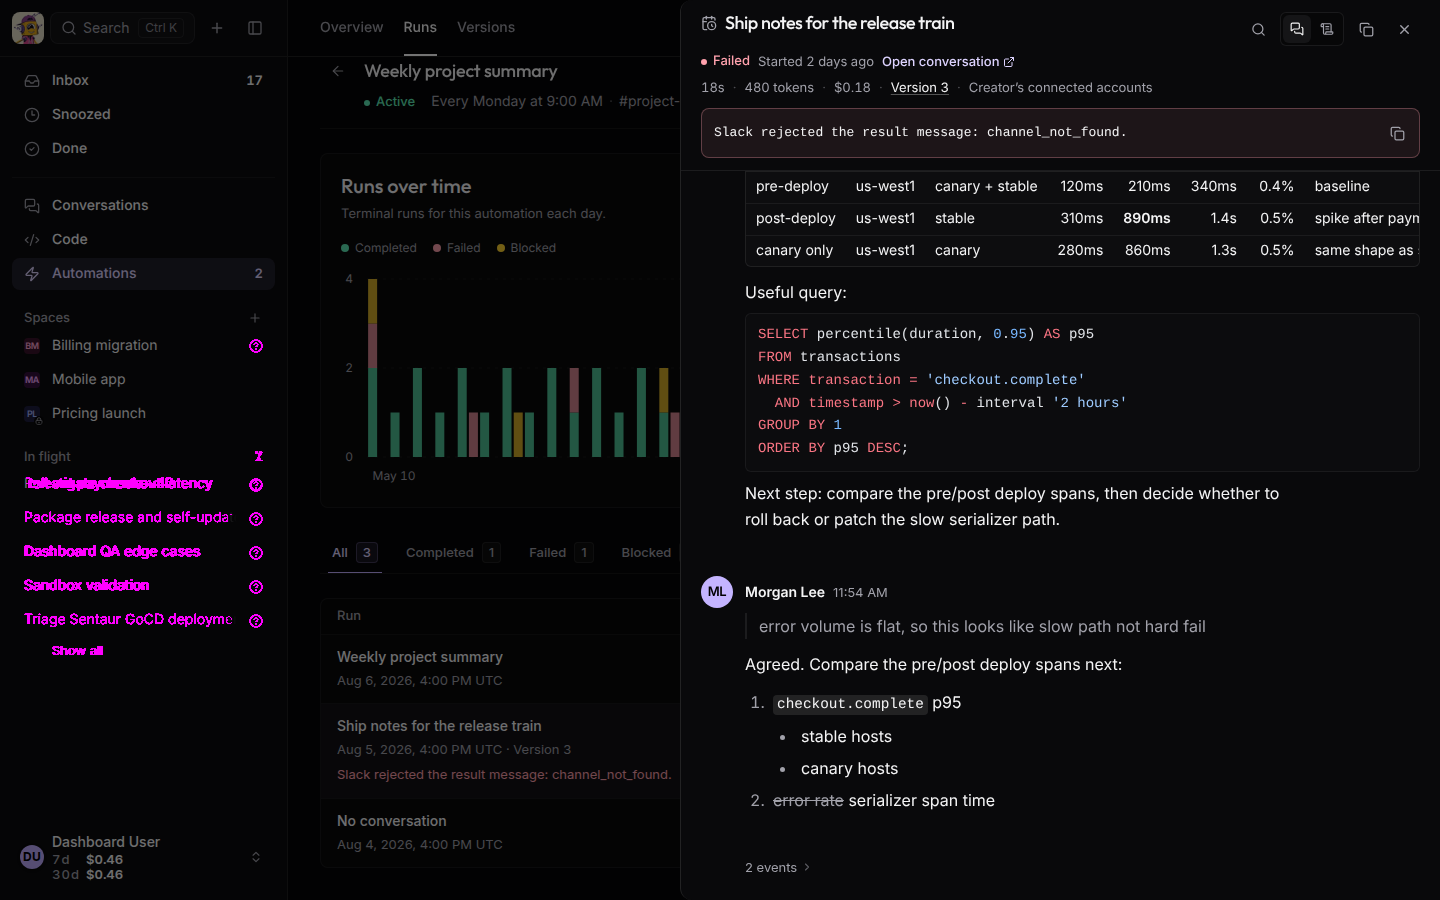 Search Ctrl K
Inbox 17
Snoozed
Done
Conversations
Code
Automations 2
Spaces
BM Billing migration
MA Mobile app
PL Pricing launch
In flight
Package release and self-updat
Dashboard QA edge cases
Sandbox validation
Triage Sentaur GoCD deployme
Show all
DU Dashboard User
7d $0.46
30d $0.46
Overview Runs Versions
Weekly project summary
Active Every Monday at 9:00 AM · #project-
Runs over time
Terminal runs for this automation each day.
Completed Failed Blocked
4
2
0
May 10
All 3 Completed 1 Failed 1 Blocked
Run
Weekly project summary
Aug 6, 2026, 4:00 PM UTC
Ship notes for the release train
Aug 5, 2026, 4:00 PM UTC · Version 3
Slack rejected the result message: channel_not_found.
No conversation
Aug 4, 2026, 4:00 PM UTC
Ship notes for the release train
Failed Started 2 days ago Open conversation
18s · 480 tokens · $0.18 · Version 3 · Creator's connected accounts
Slack rejected the result message: channel_not_found.
pre-deploy us-west1 canary + stable 120ms 210ms 340ms 0.4% baseline
post-deploy us-west1 stable 310ms 890ms 1.4s 0.5% spike after paym
canary only us-west1 canary 280ms 860ms 1.3s 0.5% same shape as
Useful query:
SELECT percentile(duration, 0.95) AS p95
FROM transactions
WHERE transaction = 'checkout.complete'
AND timestamp > now() - interval '2 hours'
GROUP BY 1
ORDER BY p95 DESC;
Next step: compare the pre/post deploy spans, then decide whether to
roll back or patch the slow serializer path.
ML Morgan Lee 11:54 AM
error volume is flat, so this looks like slow path not hard fail
Agreed. Compare the pre/post deploy spans next:
1. checkout.complete p95
• stable hosts
• canary hosts
2. error rate serializer span time
2 events